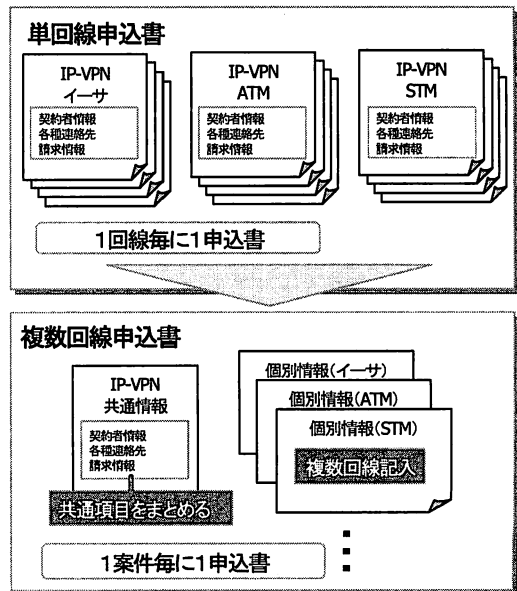 単回線申込書
IP-VPN
イーサ
契約者情報
各種連絡先
請求情報
IP-VPN
ATM
契約者情報
各種連絡先
請求情報
IP-VPN
STM
契約者情報
各種連絡先
請求情報
1回線毎に1申込書
複数回線申込書
IP-VPN
共通情報
契約者情報
各種連絡先
請求情報
共通項目をまとめる
個別情報(イーサ)
個別情報(ATM)
個別情報(STM)
複数回線記入
1案件毎に1申込書